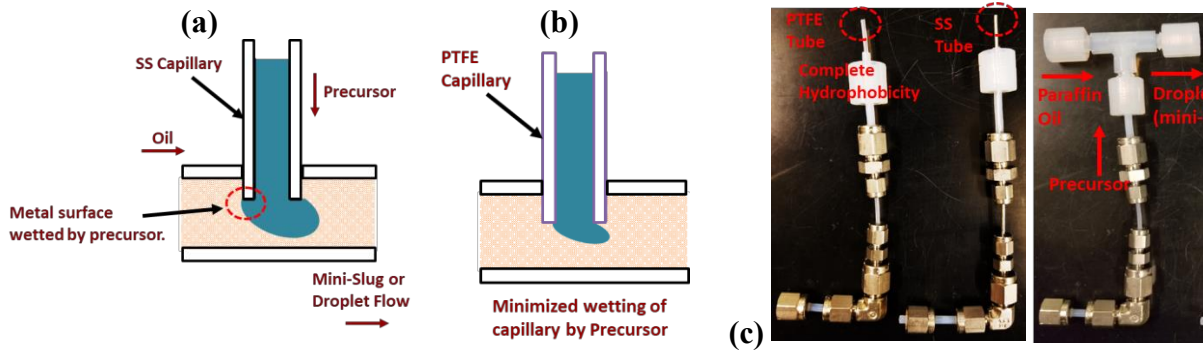 (a)
SS Capillary
Precursor
Oil
Metal surface
wetted by precursor.
Mini-Slug or
Droplet Flow
(b)
PTFE
Capillary
Minimized wetting of
capillary by Precursor
(c)
PTFE
Tube
SS
Tube
Complete
Hydrophobicity
Paraffin
Oil
Precursor
(mini-